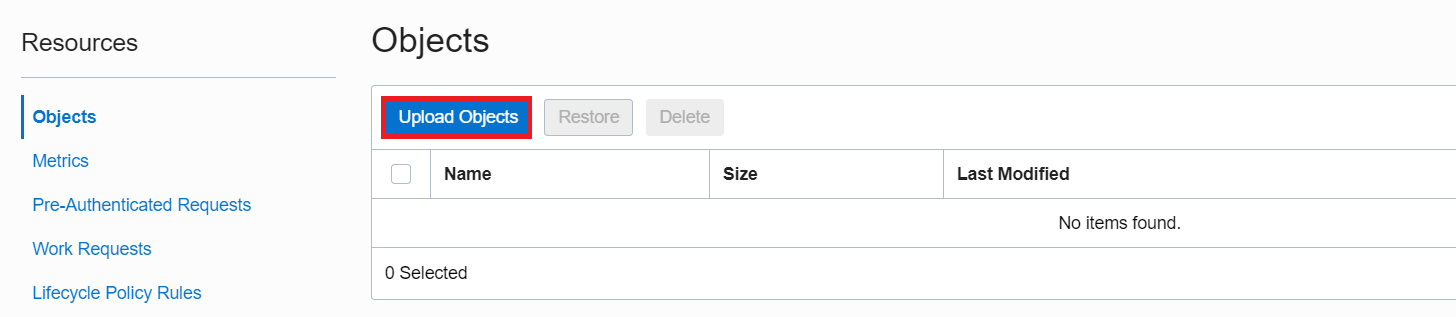 Resources
Objects
Metrics
Pre-Authenticated Requests
Work Requests
Lifecycle Policy Rules
Objects
Upload Objects Restore Delete
Name Size Last Modified
No items found.
0 Selected